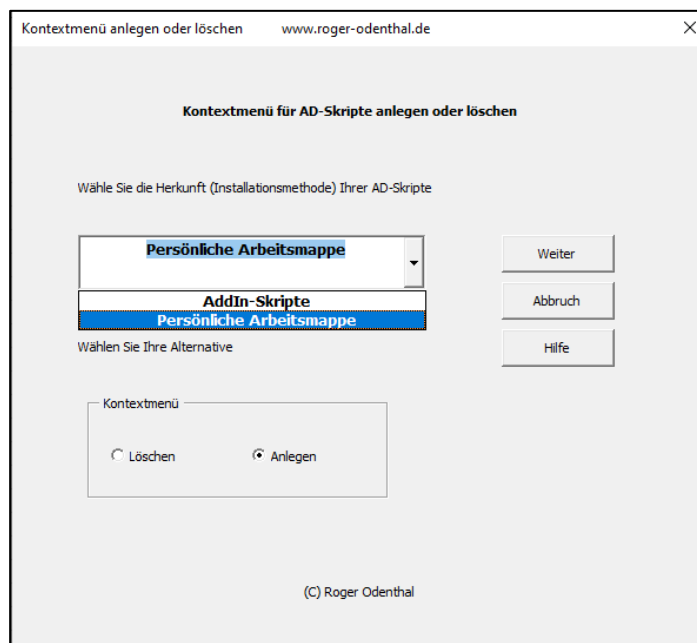 Kontextmenü anlegen oder löschen www.roger-odenthal.de
Kontextmenü für AD-Skripte anlegen oder löschen
Wähle Sie die Herkunft (Installationsmethode) Ihrer AD-Skripte
Persönliche Arbeitsmappe
Weiter
AddIn-Skripte
Persönliche Arbeitsmappe
Abbruch
Wählen Sie Ihre Alternative
Hilfe
Kontextmenü
Löschen Anlegen
(C) Roger Odenthal